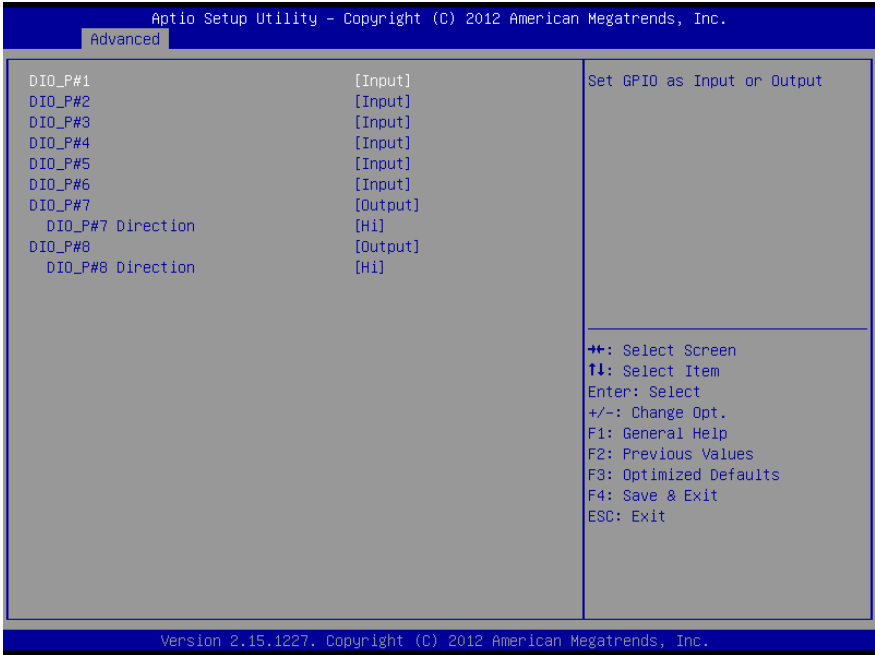 Aptio Setup Utility – Copyright (C) 2012 American Megatrends, Inc.
Advanced
DIO_P#1 [Input]
DIO_P#2 [Input]
DIO_P#3 [Input]
DIO_P#4 [Input]
DIO_P#5 [Input]
DIO_P#6 [Input]
DIO_P#7 [Output]
DIO_P#7 Direction [Hi]
DIO_P#8 [Output]
DIO_P#8 Direction [Hi]
Set GPIO as Input or Output
→←: Select Screen
↑↓: Select Item
Enter: Select
+/-: Change Opt.
F1: General Help
F2: Previous Values
F3: Optimized Defaults
F4: Save & Exit
ESC: Exit
Version 2.15.1227. Copyright (C) 2012 American Megatrends, Inc.